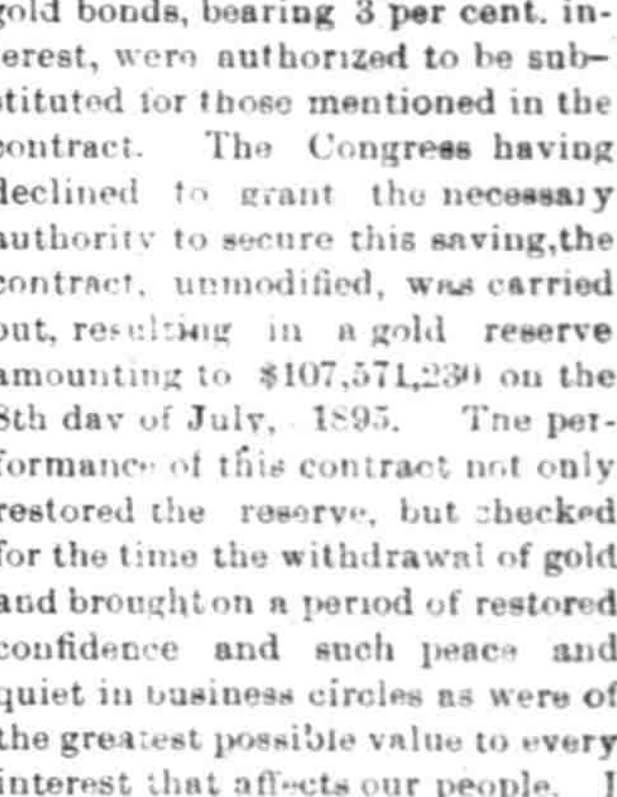 gold bonds, bearing 3 per cent. in-
terest, were authorized to be sub-
stituted for those mentioned in the
contract. The Congress having
declined to grant the necessary
authority to secure this saving,the
contract, unmodified, was carried
out, resulting in a gold reserve
amounting to $107,571,230 on the
8th day of July, 1895. The per-
formance of this contract not only
restored the reserve, but checked
for the time the withdrawal of gold
and brought on a period of restored
confidence and such peace and
quiet in business circles as were of
the greatest possible value to every
interest that affects our people. I